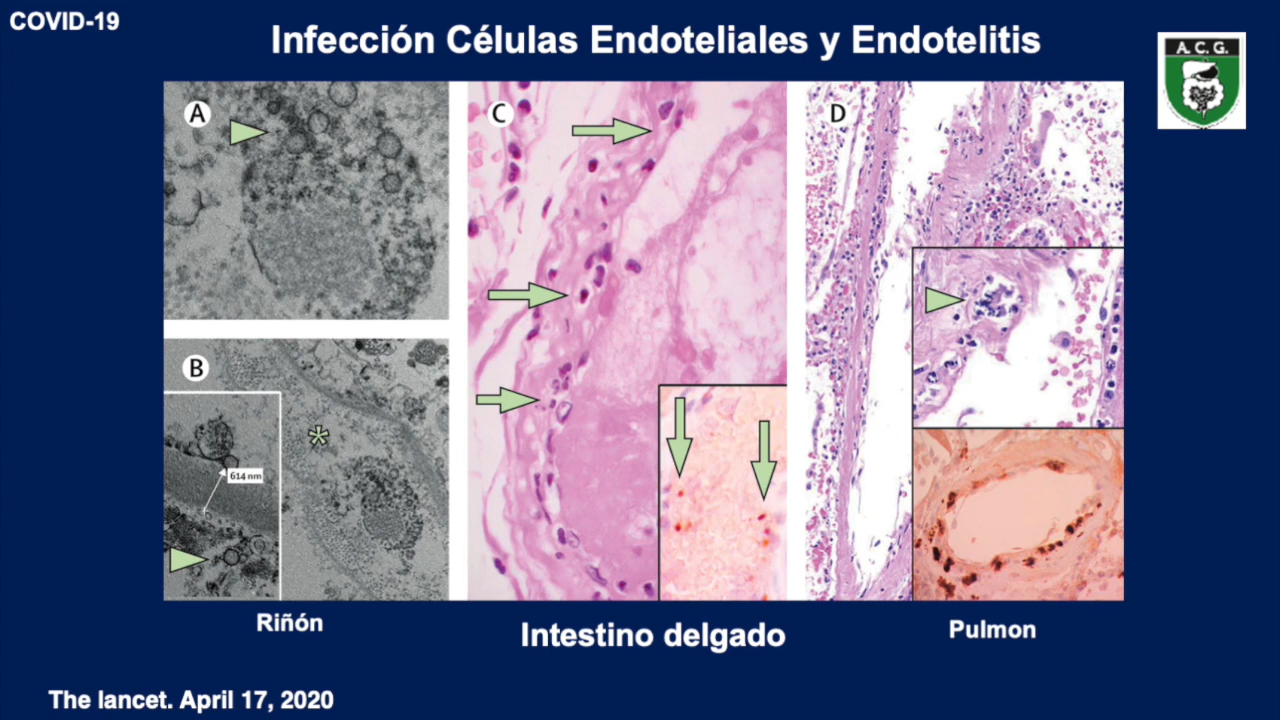 COVID-19
Infección Células Endoteliales y Endotelitis
A. C. G.
A
C
D
B
*
614 nm
Riñón
Intestino delgado
Pulmon
The lancet. April 17, 2020